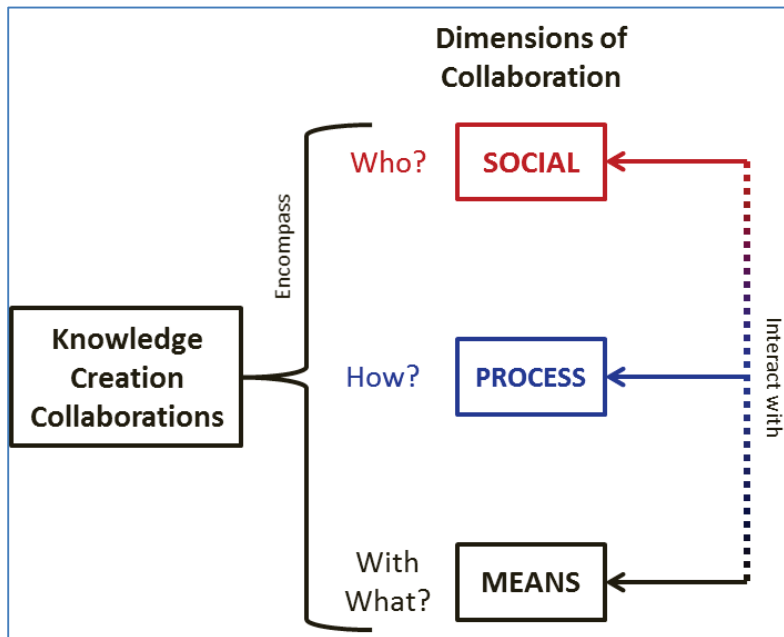 Dimensions of
Collaboration
Who?
SOCIAL
Encompass
Knowledge
Creation
Collaborations
How?
PROCESS
Interact with
With
What?
MEANS